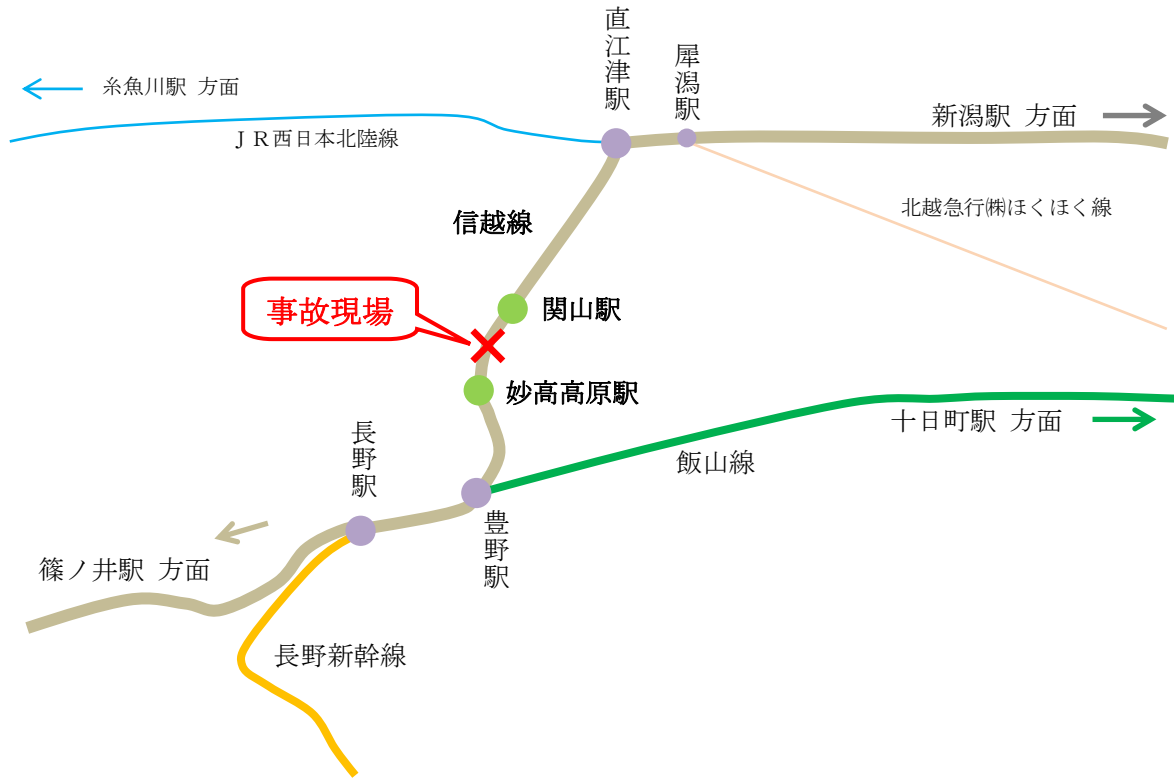 直江津駅
犀潟駅
糸魚川駅 方面
新潟駅 方面
ＪＲ西日本北陸線
北越急行㈱ほくほく線
信越線
事故現場
関山駅
妙高高原駅
十日町駅 方面
長野駅
飯山線
豊野駅
篠ノ井駅 方面
長野新幹線